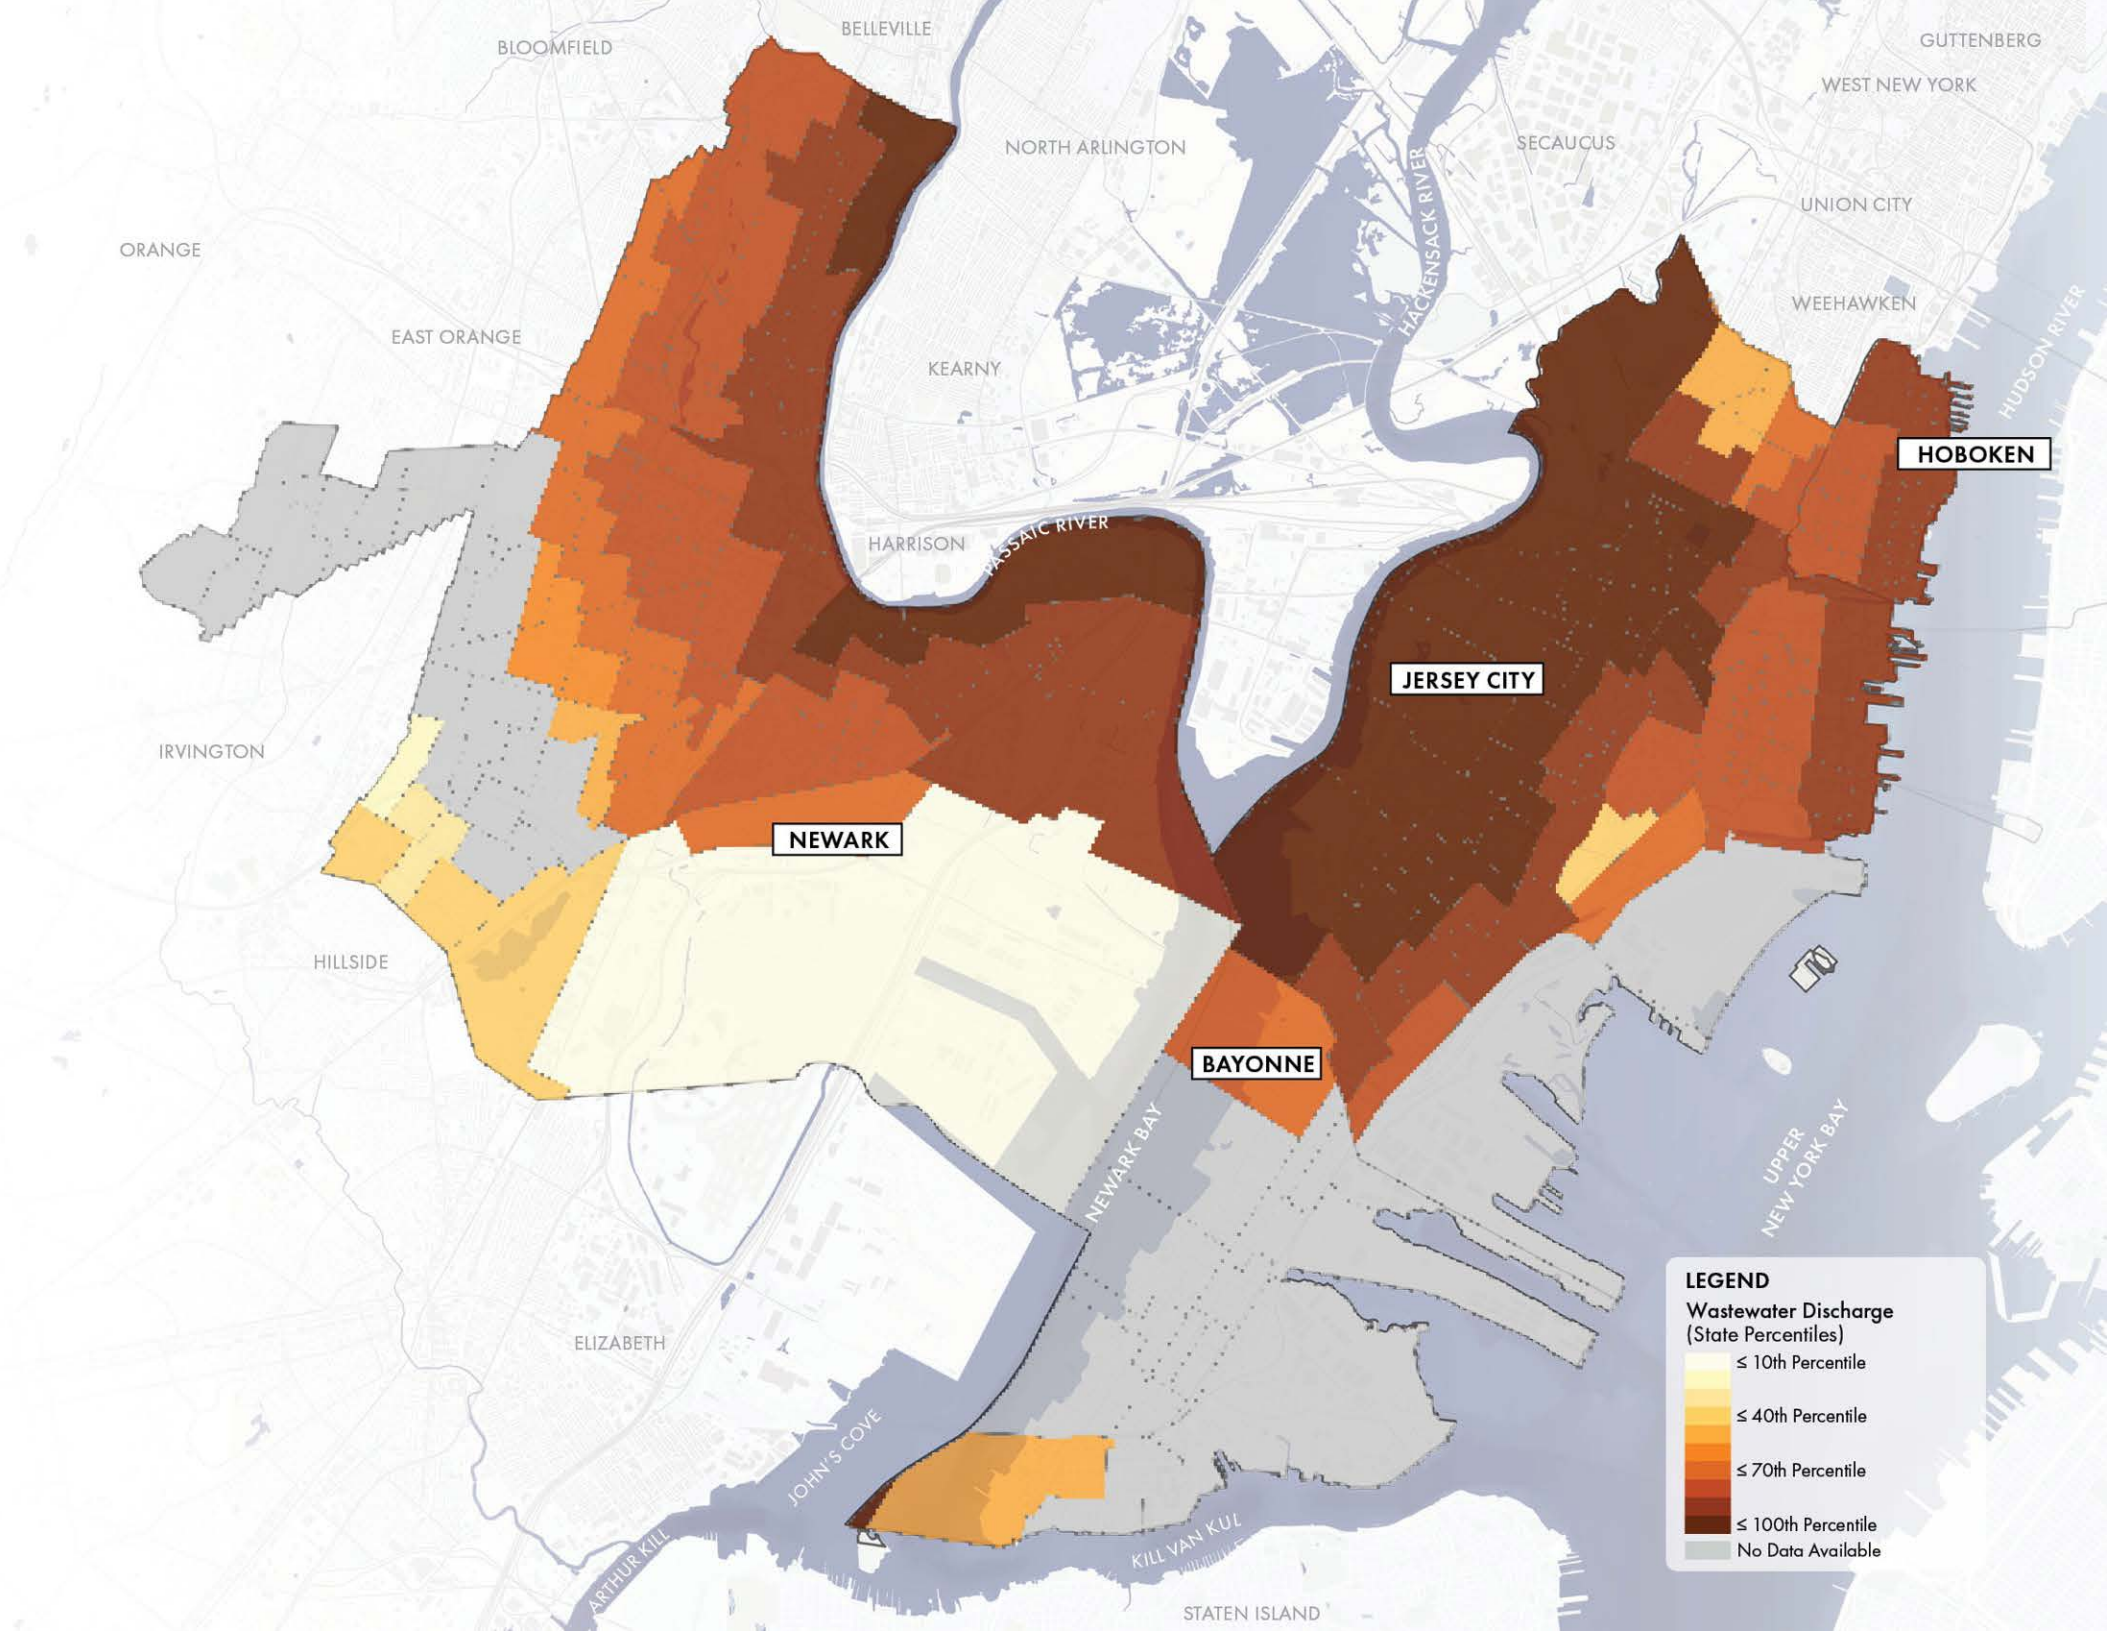 BELLEVILLE
BLOOMFIELD
GUTTENBERG
WEST NEW YORK
NORTH ARLINGTON
SECAUCUS
UNION CITY
ORANGE
HACKENSACK RIVER
WEEHAWKEN
EAST ORANGE
HUDSON RIVER
KEARNY
HOBOKEN
PASSAIC RIVER
HARRISON
JERSEY CITY
IRVINGTON
NEWARK
HILLSIDE
BAYONNE
NEWARK BAY
UPPER
NEW YORK BAY
ELIZABETH
JOHN'S COVE
ARTHUR KILL
KILL VAN KUL
STATEN ISLAND
LEGEND
Wastewater Discharge
(State Percentiles)
≤ 10th Percentile
≤ 40th Percentile
≤ 70th Percentile
≤ 100th Percentile
No Data Available